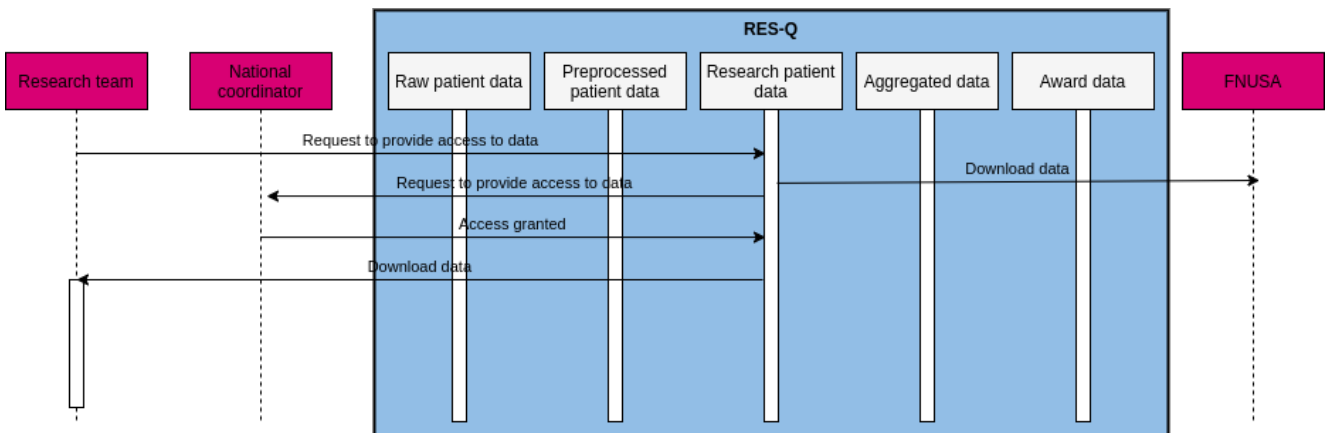 RES-Q
Research team
National
coordinator
Raw patient data
Preprocessed
patient data
Research patient
data
Aggregated data
Award data
FNUSA
Request to provide access to data
Download data
Request to provide access to data
Access granted
Download data